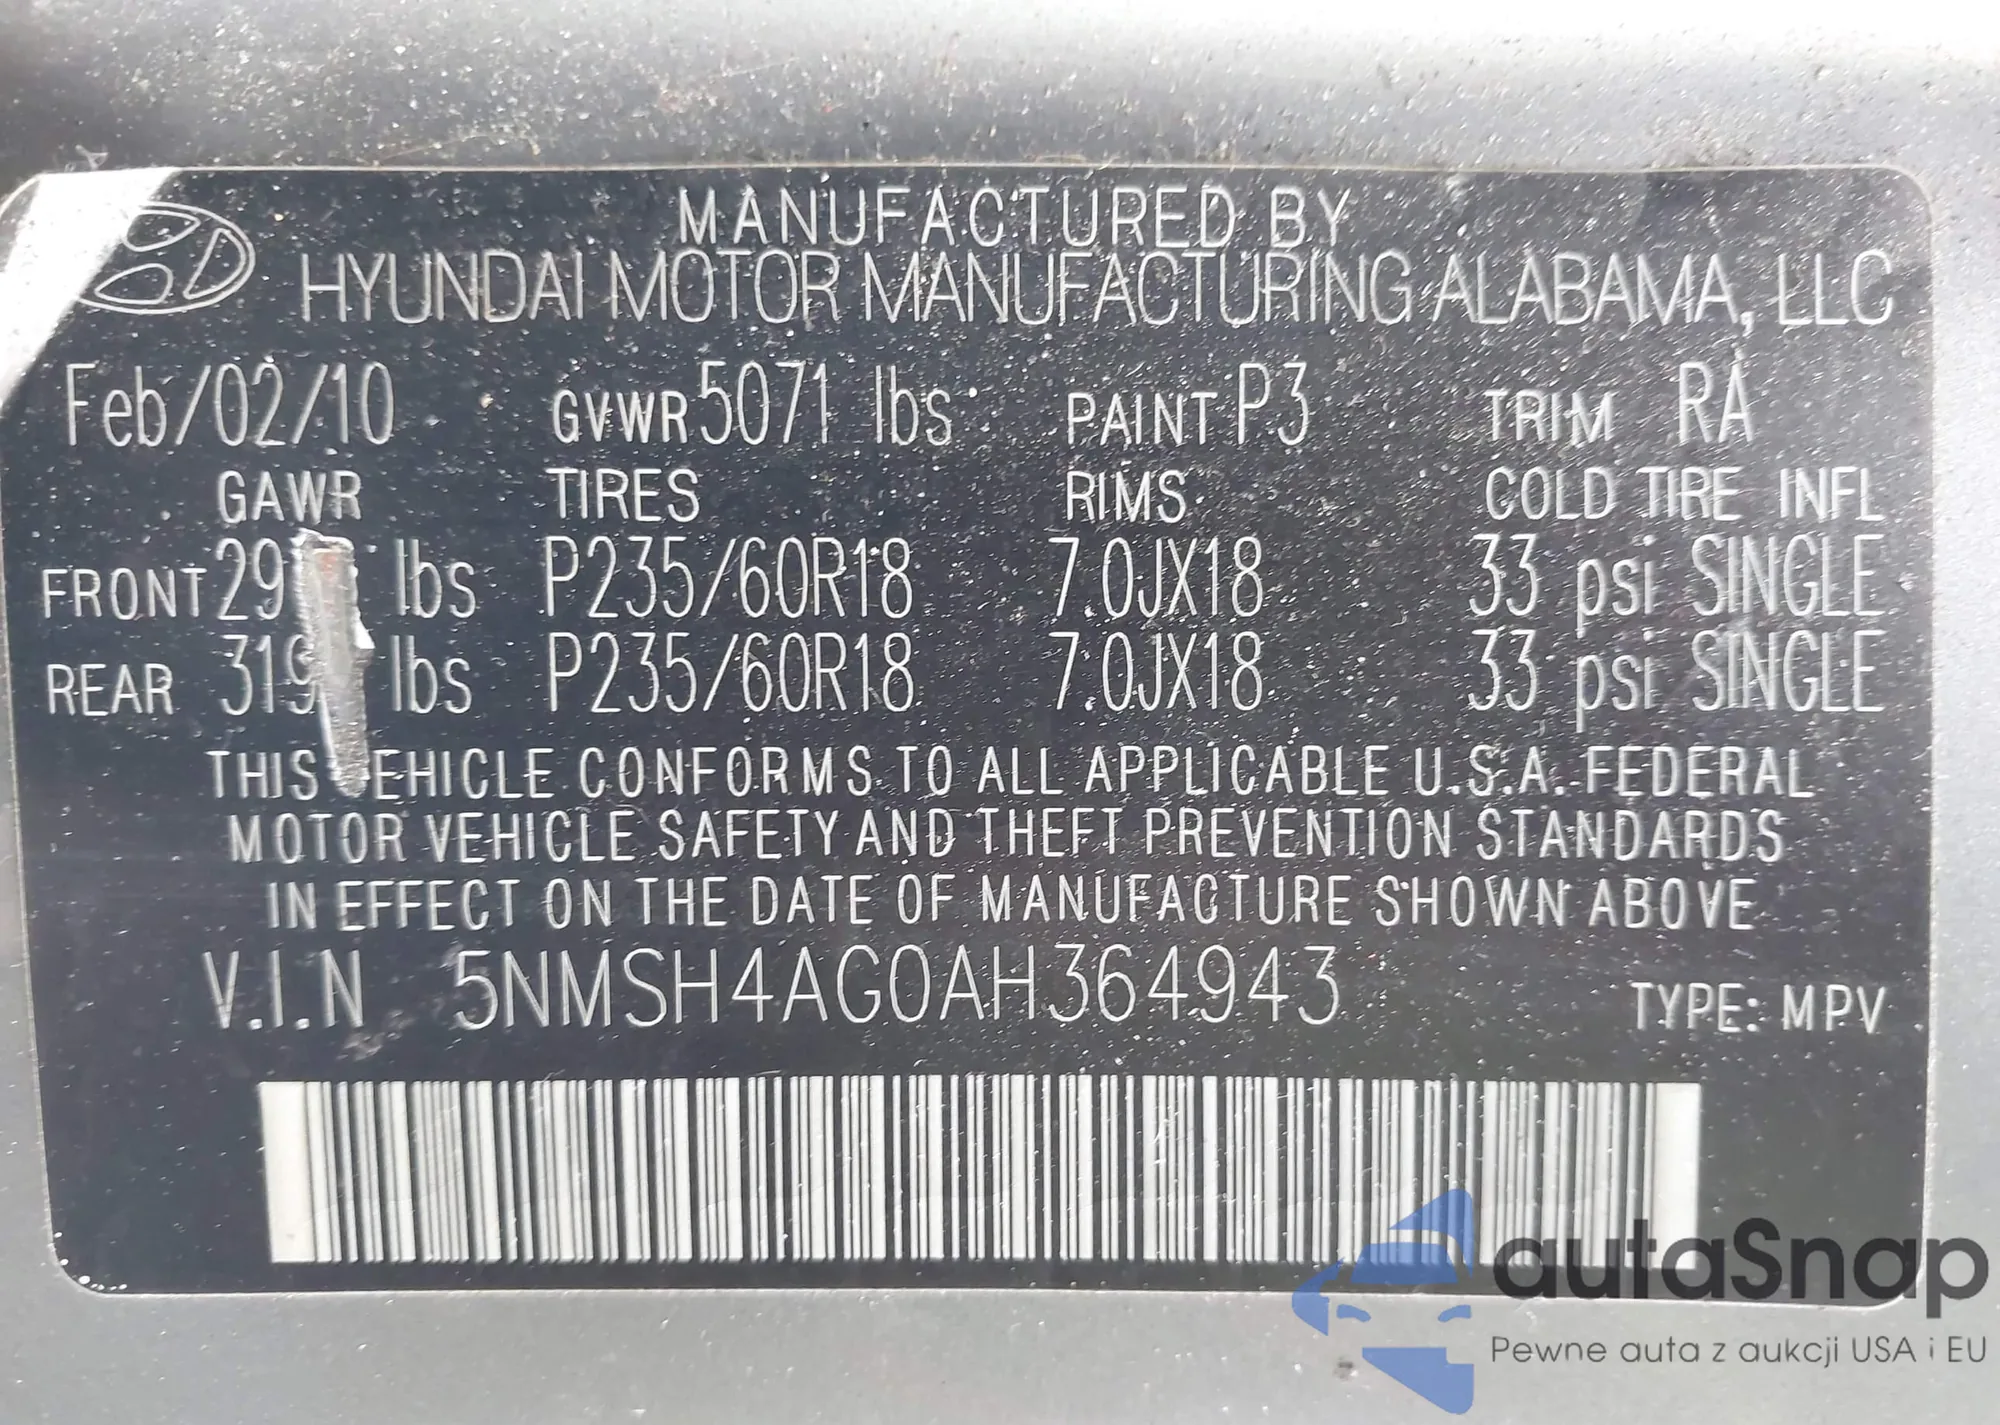 MANUFACTURED BY
HYUNDAI MOTOR MANUFACTURING ALABAMA, LLC
Feb/02/10 GVWR 5071 lbs PAINT P3 TRIM RA
GAWR TIRES RIMS COLD TIRE INFL
FRONT lbs P235/60R18 7.0JX18 33 psi SINGLE
REAR lbs P235/60R18 7.0JX18 33 psi SINGLE
THIS VEHICLE CONFORMS TO ALL APPLICABLE U.S.A. FEDERAL
MOTOR VEHICLE SAFETY AND THEFT PREVENTION STANDARDS
IN EFFECT ON THE DATE OF MANUFACTURE SHOWN ABOVE
V.I.N 5NMSH4AG0AH364943 TYPE: MPV
autaSnap
Pewne auta z aukcji USA i EU